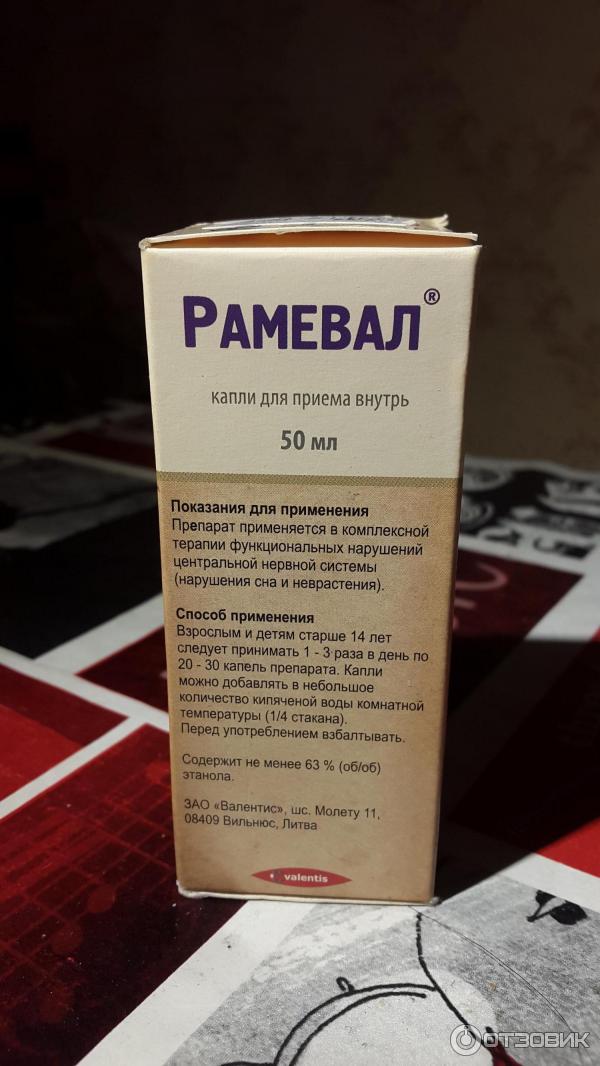 РАМЕВАЛ®
капли для приема внутрь
50 мл
Показания для применения
Препарат применяется в комплексной
терапии функциональных нарушений
центральной нервной системы
(нарушения сна и неврастения).
Способ применения
Взрослым и детям старше 14 лет
следует принимать 1 - 3 раза в день по
20 - 30 капель препарата. Капли
можно добавлять в небольшое
количество кипяченой воды комнатной
температуры (1/4 стакана).
Перед употреблением взбалтывать.
Содержит не менее 63 % (об/об)
этанола.
ЗАО «Валентис», шс. Молету 11,
08409 Вильнюс, Литва
valentis
ОТЗОВИК